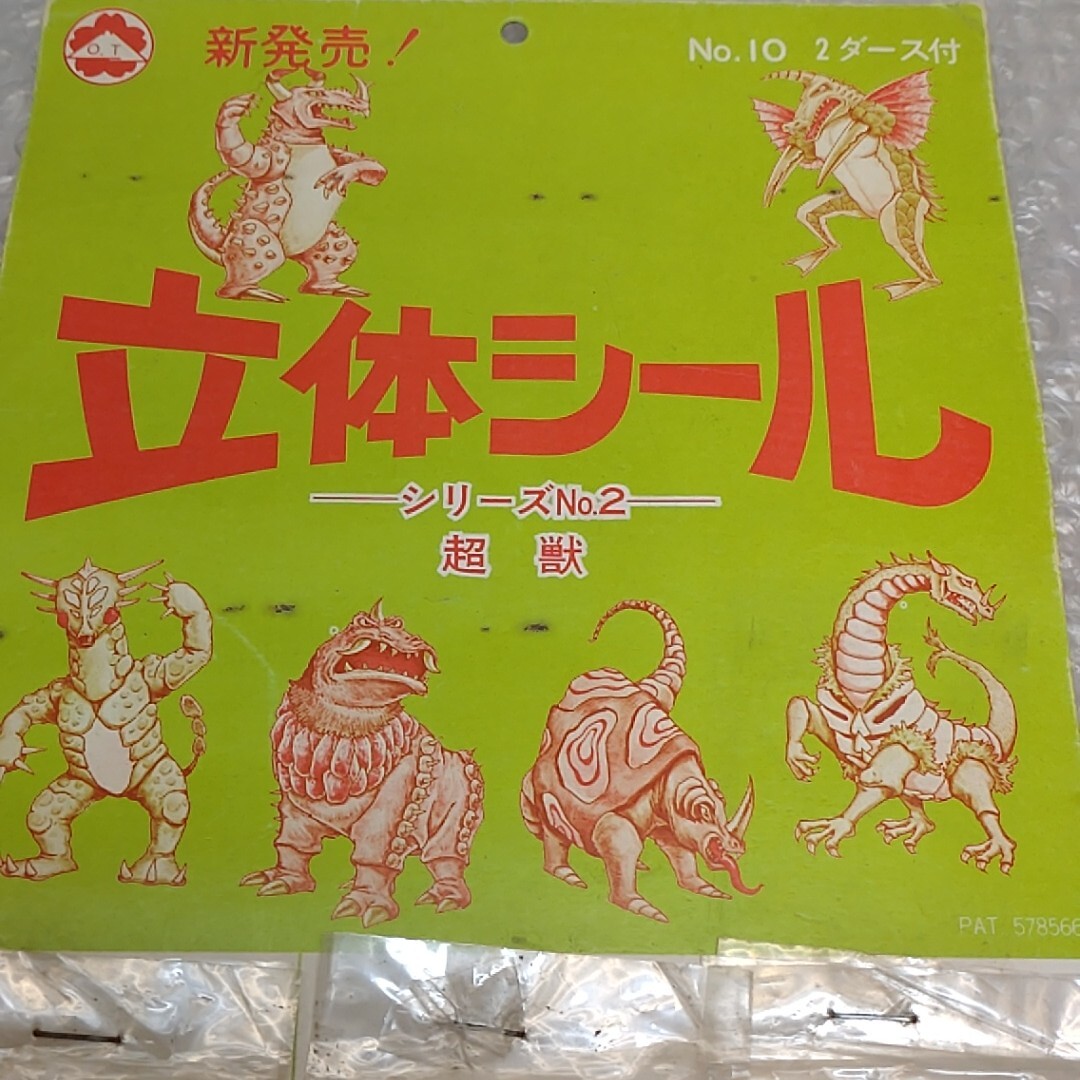 O.T
新発売!
No.10 2ダース付
立体シール
シリーズNo.2
超獣
PAT 578566